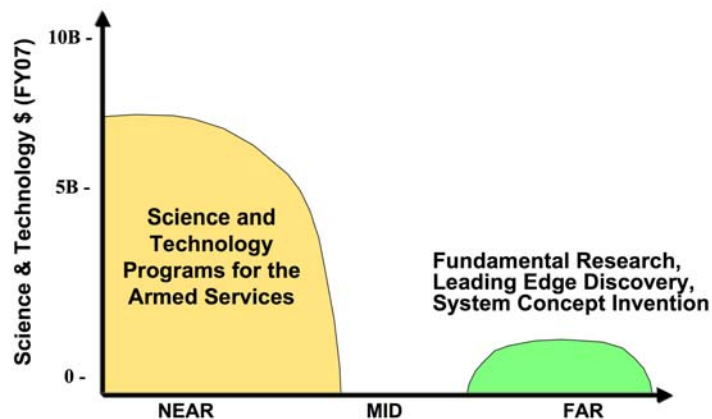 Science & Technology $ (FY07)
10B -
5B -
0 -
Science and
Technology
Programs for the
Armed Services
Fundamental Research,
Leading Edge Discovery,
System Concept Invention
NEAR
MID
FAR